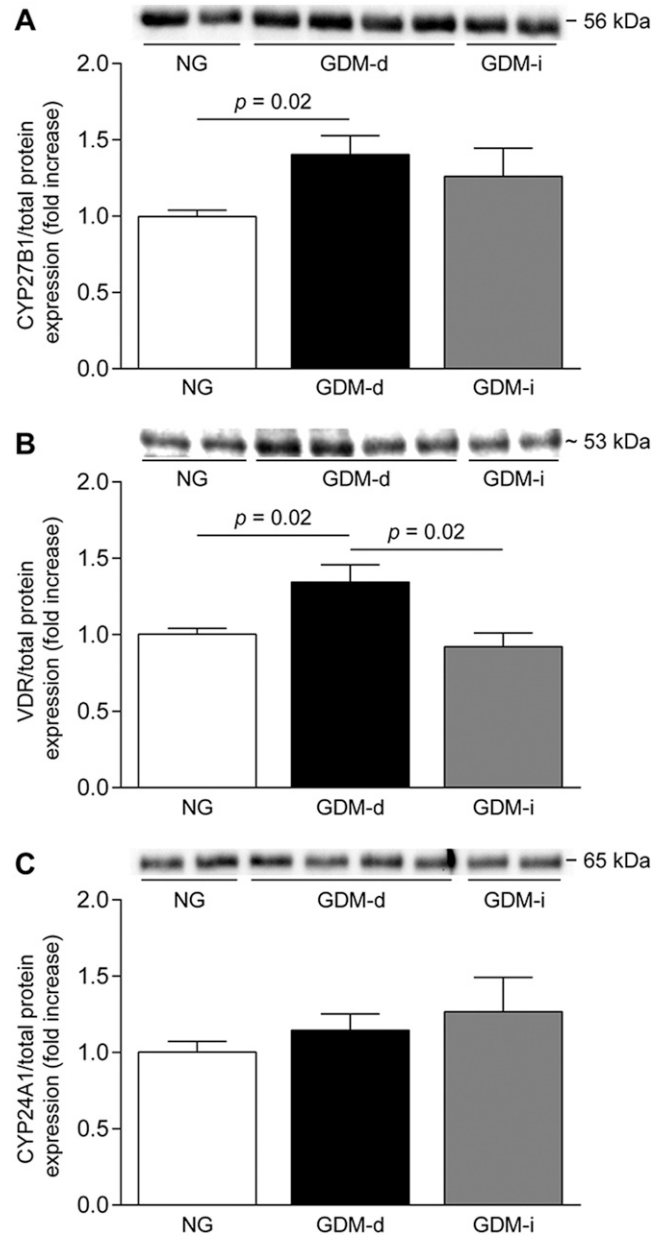 A
– 56 kDa
NG GDM-d GDM-i
CYP27B1/total protein
expression (fold increase)
2.0
1.5
1.0
0.5
0.0
p = 0.02
NG GDM-d GDM-i
B
~ 53 kDa
NG GDM-d GDM-i
VDR/total protein
expression (fold increase)
2.0
1.5
1.0
0.5
0.0
p = 0.02 p = 0.02
NG GDM-d GDM-i
C
– 65 kDa
NG GDM-d GDM-i
CYP24A1/total protein
expression (fold increase)
2.0
1.5
1.0
0.5
0.0
NG GDM-d GDM-i